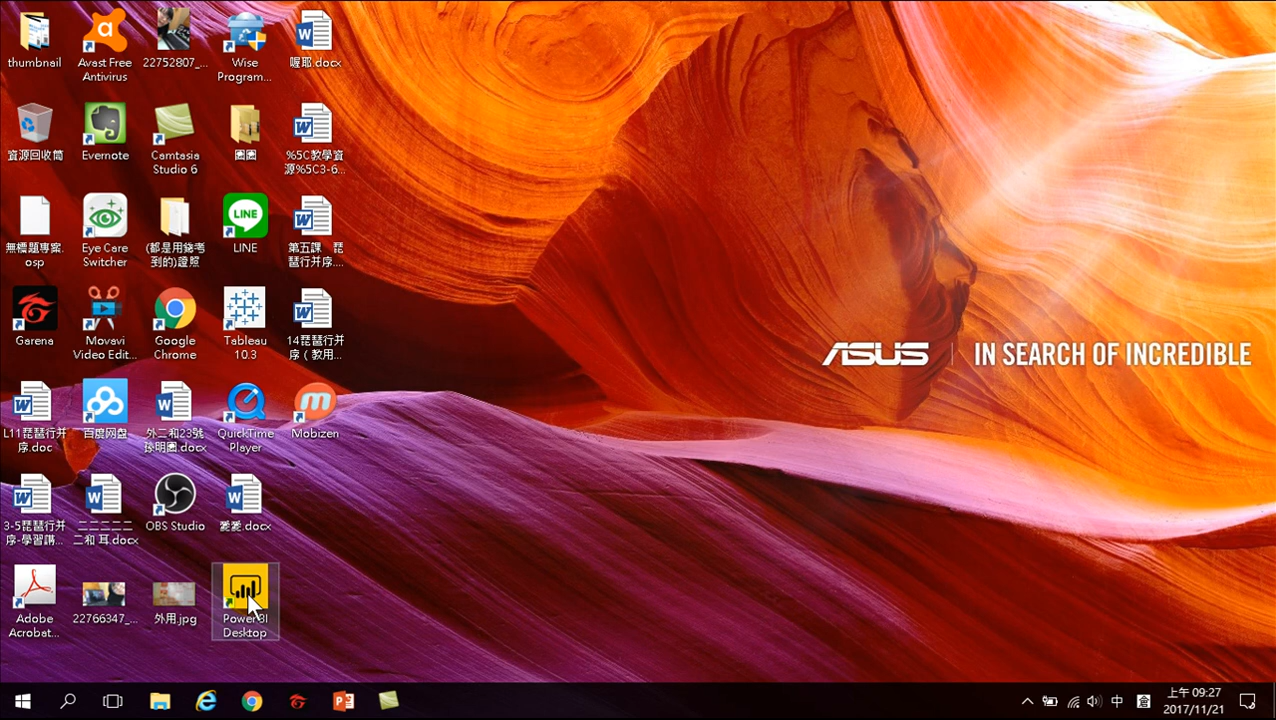 thumbnail
Avast Free
Antivirus
22752807_...
Wise
Program...
喔耶.docx
資源回收筒
Evernote
Camtasia
Studio 6
團團
%5C教學資
源%5C3-6...
無標題專案.
osp
Eye Care
Switcher
(都是用錢考
到的)證照
LINE
第五課 琵
琶行并序....
Garena
Movavi
Video Edit...
Google
Chrome
Tableau
10.3
14琵琶行并
序（教用...
L11琵琶行并
序.doc
百度网盘
外二和23號
孫明圈.docx
QuickTime
Player
Mobizen
3-5琵琶行并
序-學習講...
二二二二二
二和 耳.docx
OBS Studio
愛愛.docx
Adobe
Acrobat...
22766347_...
外用.jpg
Power BI
Desktop
ASUS
IN SEARCH OF INCREDIBLE
中
倉
上午 09:27
2017/11/21